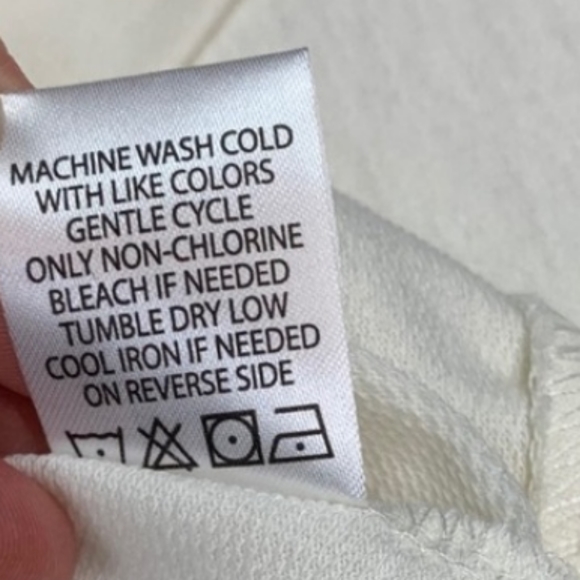 MACHINE WASH COLD
WITH LIKE COLORS
GENTLE CYCLE
ONLY NON-CHLORINE
BLEACH IF NEEDED
TUMBLE DRY LOW
COOL IRON IF NEEDED
ON REVERSE SIDE